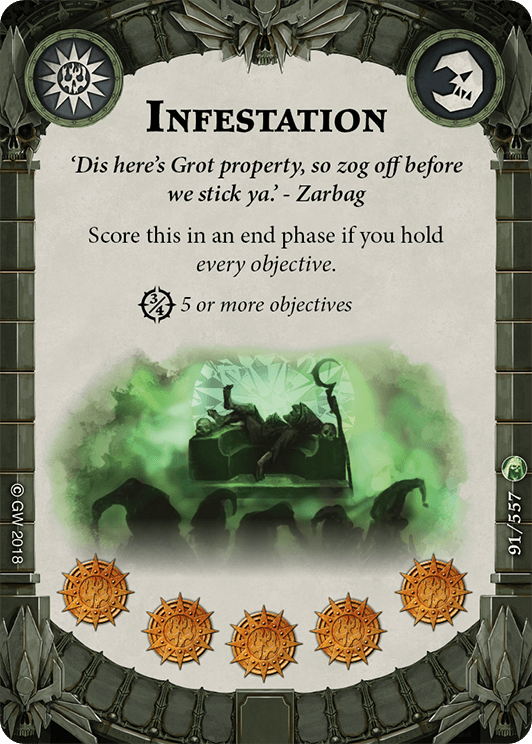 INFESTATION
‘Dis here’s Grot property, so zog off before
we stick ya.’ - Zarbag
Score this in an end phase if you hold
every objective.
3/4 5 or more objectives
© GW 2018
91/557